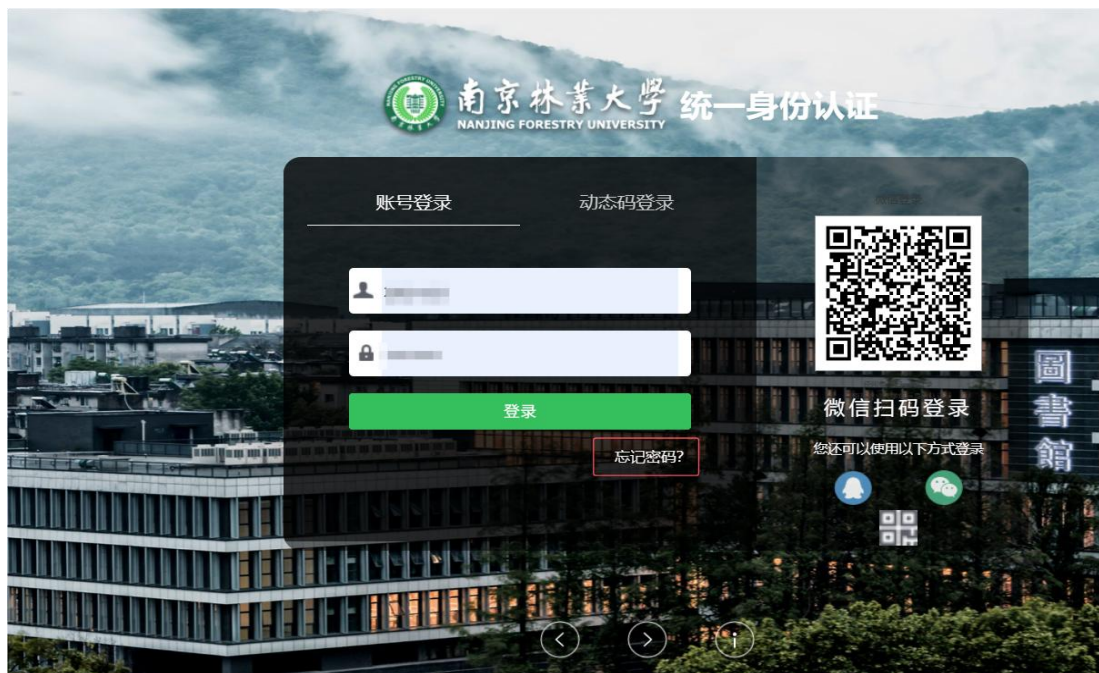 南京林業大學 统一身份认证
NANJING FORESTRY UNIVERSITY
账号登录
动态码登录
登录
忘记密码?
微信扫码登录
您还可以使用以下方式登录
圖書館